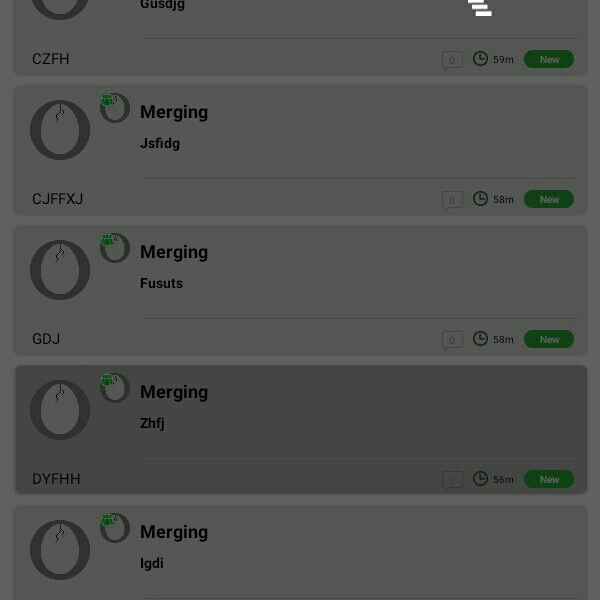 Gusdjg
CZFH
0
59m
New
Merging
Jsfidg
CJFFXJ
0
58m
New
Merging
Fusuts
GDJ
0
58m
New
Merging
Zhfj
DYFHH
0
56m
New
Merging
Igdi